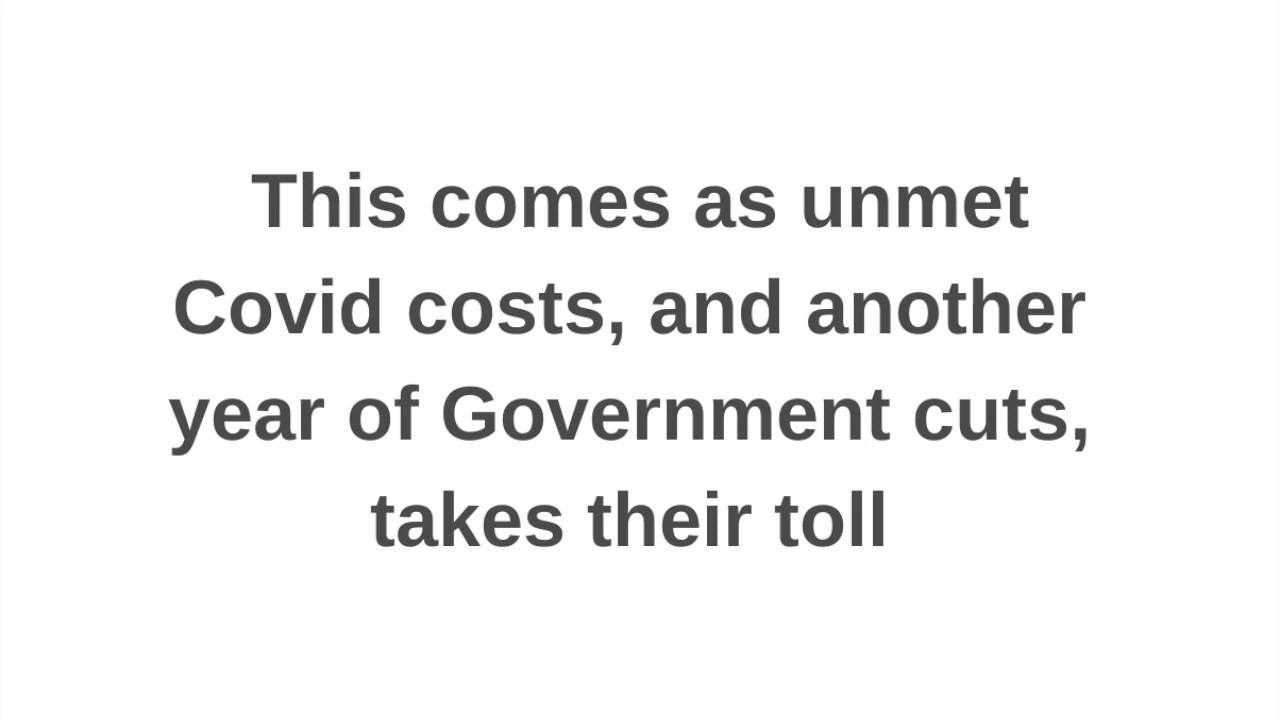 This comes as unmet
Covid costs, and another
year of Government cuts,
takes their toll